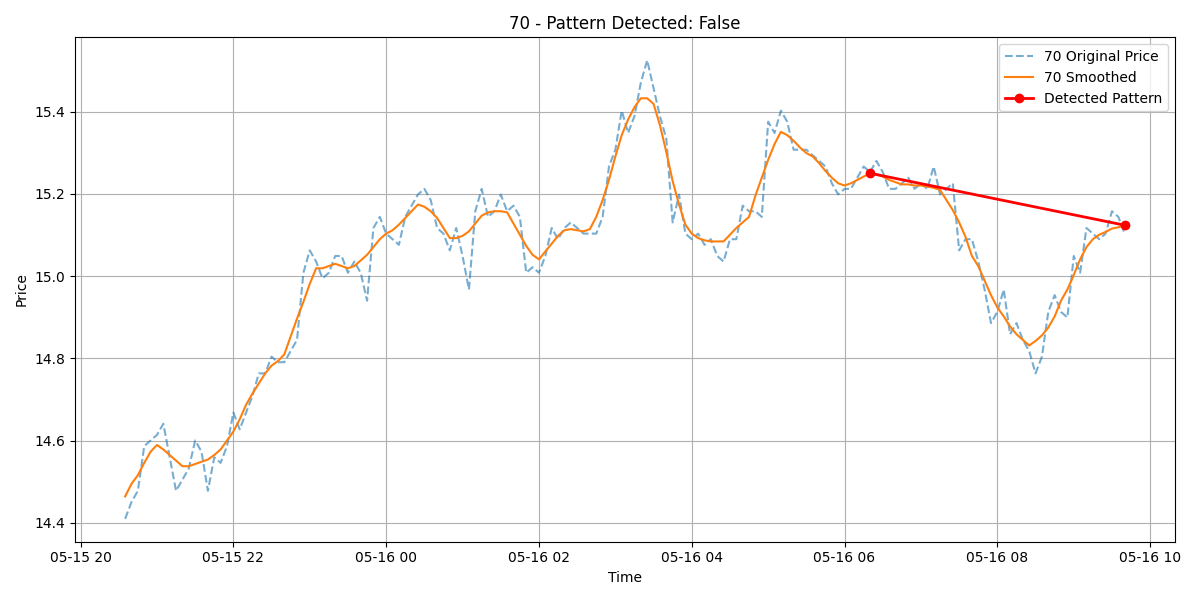 70 - Pattern Detected: False
70 Original Price
70 Smoothed
Detected Pattern
Price
15.4
15.2
15.0
14.8
14.6
14.4
05-15 20
05-15 22
05-16 00
05-16 02
05-16 04
05-16 06
05-16 08
05-16 10
Time